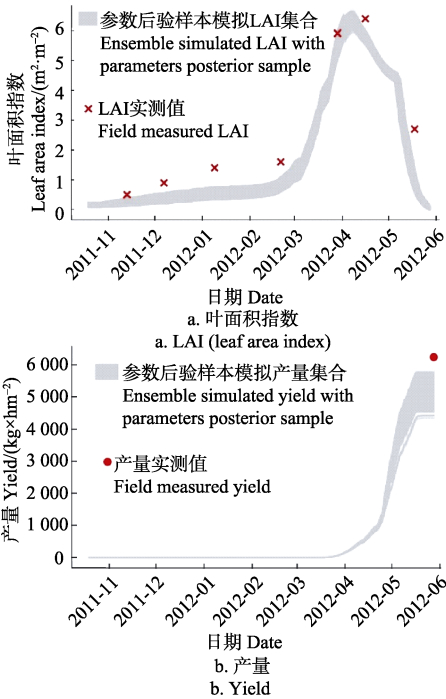 6
5
4
3
2
1
0
叶面积指数
Leaf area index/(m²·m⁻²)
参数后验样本模拟LAI集合
Ensemble simulated LAI with
parameters posterior sample
LAI实测值
Field measured LAI
2011-11
2011-12
2012-01
2012-02
2012-03
2012-04
2012-05
2012-06
日期 Date
a. 叶面积指数
a. LAI (leaf area index)
6 000
5 000
4 000
3 000
2 000
1 000
0
产量 Yield/(kg×hm⁻²)
参数后验样本模拟产量集合
Ensemble simulated yield with
parameters posterior sample
产量实测值
Field measured yield
2011-11
2011-12
2012-01
2012-02
2012-03
2012-04
2012-05
2012-06
日期 Date
b. 产量
b. Yield